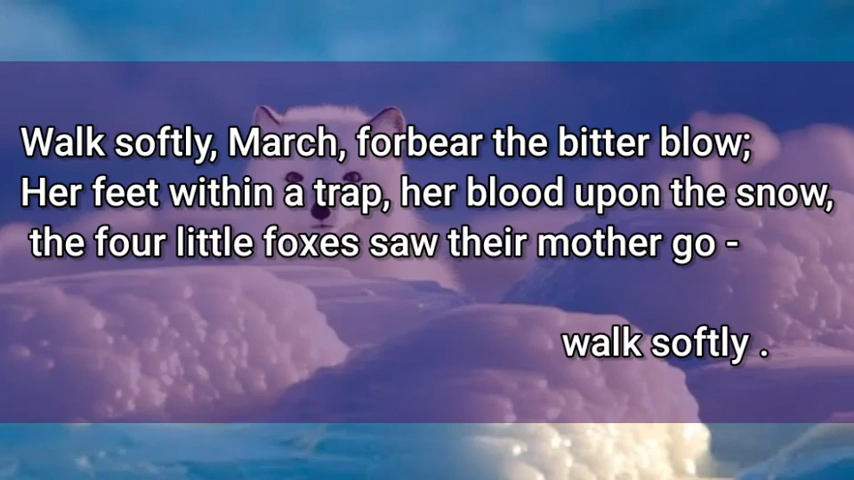 Walk softly, March, forbear the bitter blow;
Her feet within a trap, her blood upon the snow,
the four little foxes saw their mother go -
walk softly .